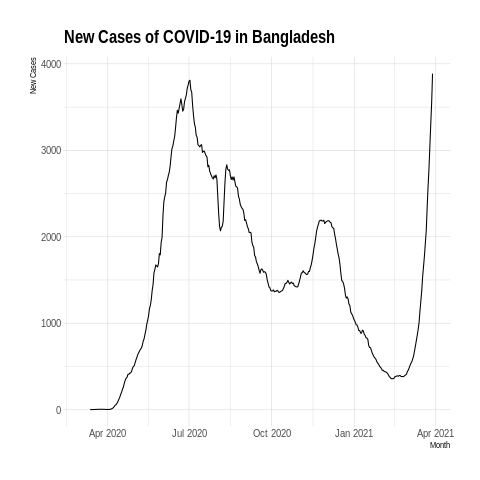 New Cases of COVID-19 in Bangladesh
New Cases
4000
3000
2000
1000
0
Apr 2020 Jul 2020 Oct 2020 Jan 2021 Apr 2021
Month